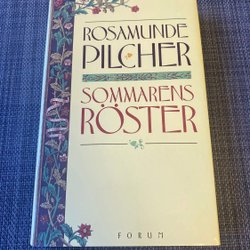 ROSAMUNDE
PILCHER
SOMMARENS
RÖSTER
FORUM